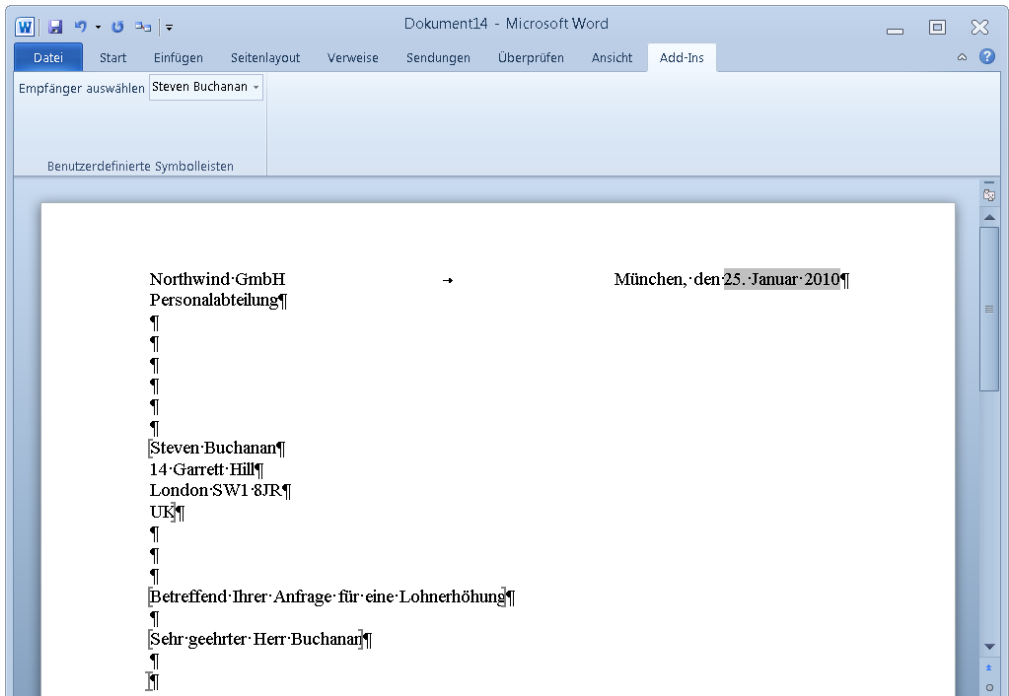 Dokument14 - Microsoft Word
Datei Start Einfügen Seitenlayout Verweise Sendungen Überprüfen Ansicht Add-Ins
Empfänger auswählen Steven Buchanan
Benutzerdefinierte Symbolleisten
Northwind·GmbH → München,·den·25.·Januar·2010¶
Personalabteilung¶
¶
¶
¶
¶
¶
¶
Steven·Buchanan¶
14·Garrett·Hill¶
London·SW1·8JR¶
UK¶
¶
¶
¶
Betreffend·Ihrer·Anfrage·für·eine·Lohnerhöhung¶
¶
Sehr·geehrter·Herr·Buchanan¶
¶
¶